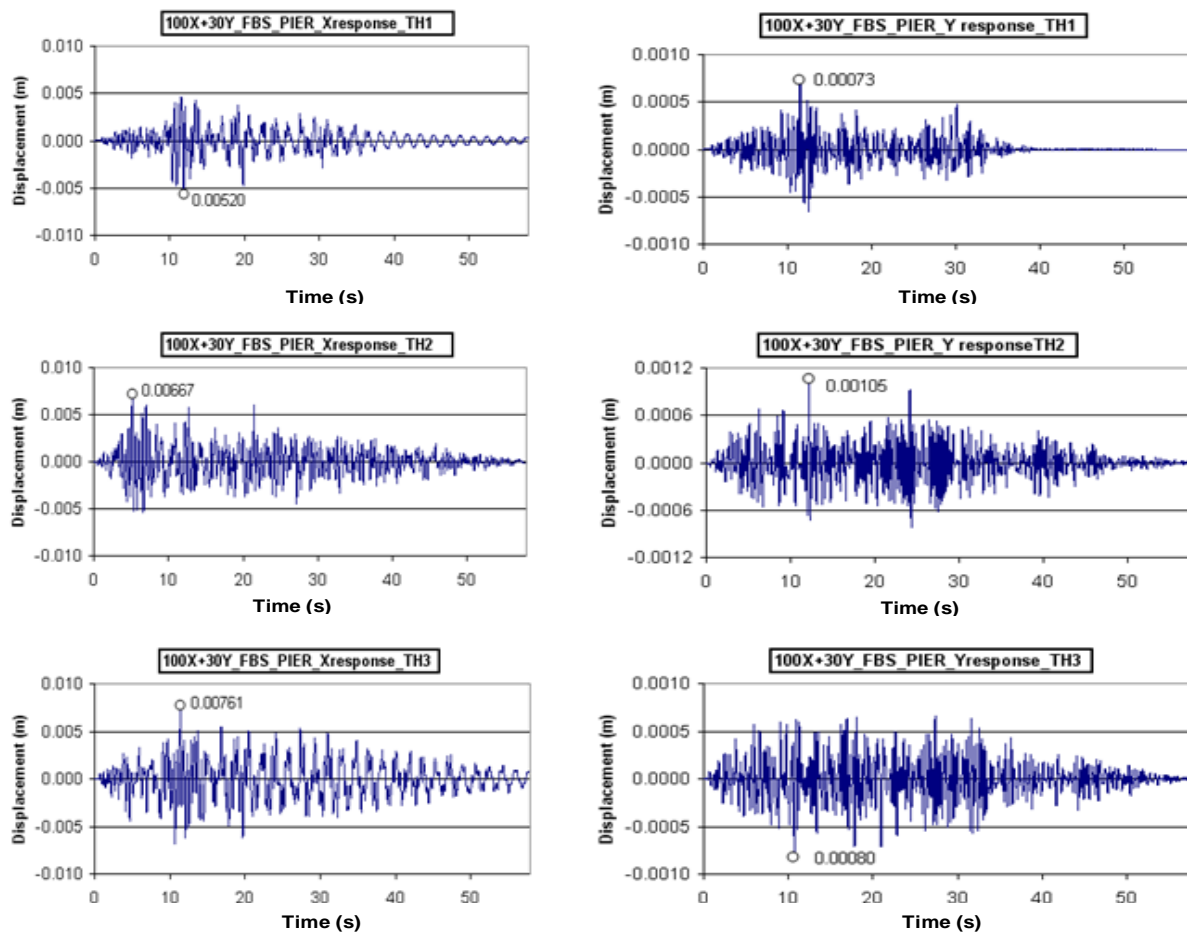 100X+30Y_FBS_PIER_Xresponse_TH1
Displacement (m)
0.010
0.005
0.000
-0.005
-0.010
0.00520
0 10 20 30 40 50
Time (s)
100X+30Y_FBS_PIER_Y response_TH1
Displacement (m)
0.0010
0.0005
0.0000
-0.0005
-0.0010
0.00073
0 10 20 30 40 50
Time (s)
100X+30Y_FBS_PIER_Xresponse_TH2
Displacement (m)
0.010
0.005
0.000
-0.005
-0.010
0.00667
0 10 20 30 40 50
Time (s)
100X+30Y_FBS_PIER_Y responseTH2
Displacement (m)
0.0012
0.0006
0.0000
-0.0006
-0.0012
0.00105
0 10 20 30 40 50
Time (s)
100X+30Y_FBS_PIER_Xresponse_TH3
Displacement (m)
0.010
0.005
0.000
-0.005
-0.010
0.00761
0 10 20 30 40 50
Time (s)
100X+30Y_FBS_PIER_Yresponse_TH3
Displacement (m)
0.0010
0.0005
0.0000
-0.0005
-0.0010
0.00080
0 10 20 30 40 50
Time (s)